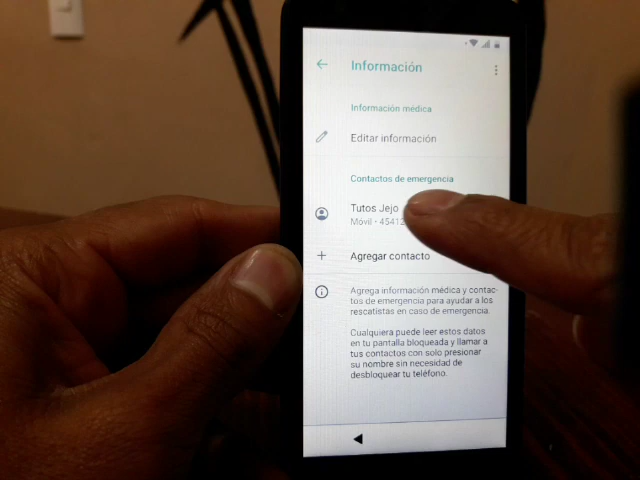 Información
Información médica
Editar información
Contactos de emergencia
Tutos Jejo
Móvil • 45412
Agregar contacto
Agrega información médica y contac-
tos de emergencia para ayudar a los
rescatistas en caso de emergencia.
Cualquiera puede leer estos datos
en tu pantalla bloqueada y llamar a
tus contactos con solo presionar
su nombre sin necesidad de
desbloquear tu teléfono.